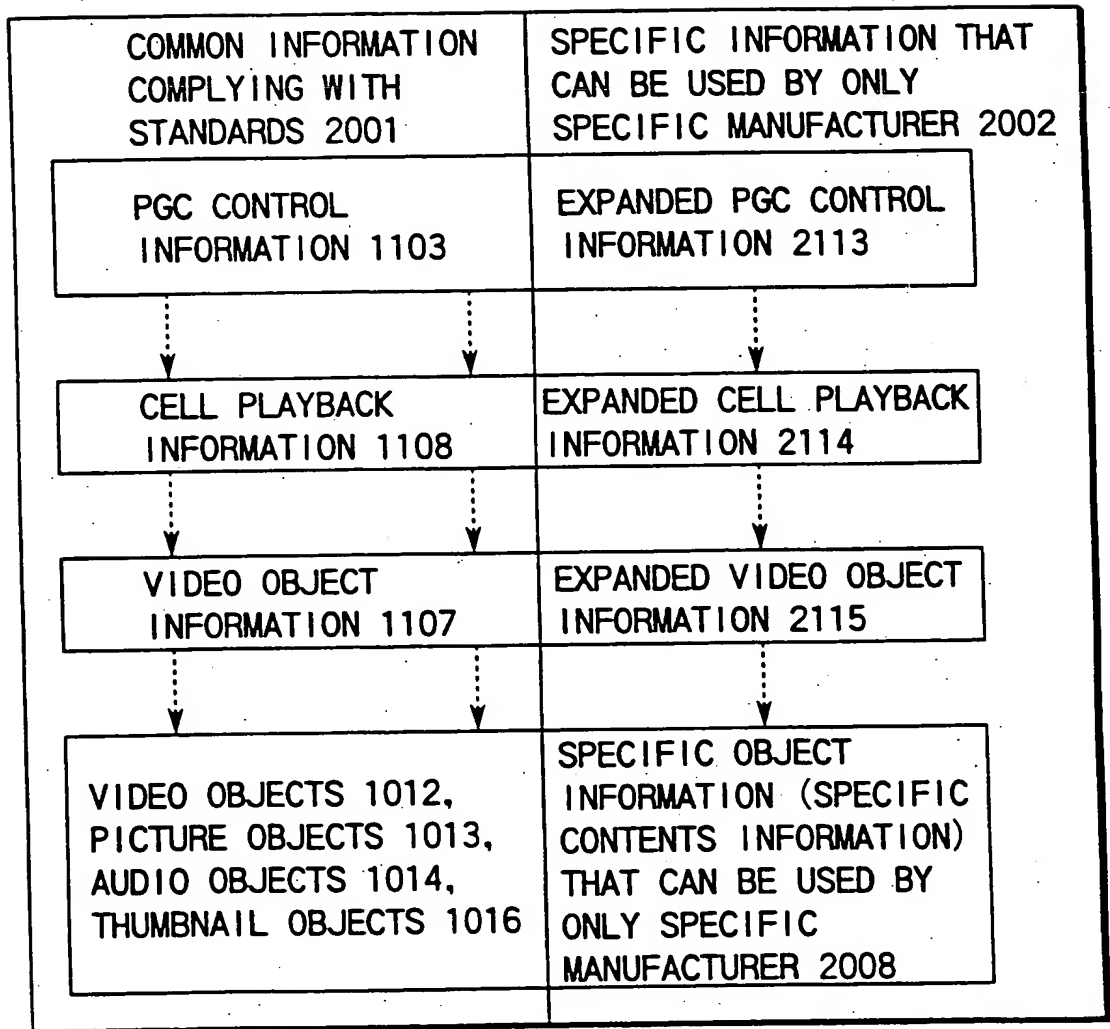 COMMON INFORMATION
COMPLYING WITH
STANDARDS 2001
SPECIFIC INFORMATION THAT
CAN BE USED BY ONLY
SPECIFIC MANUFACTURER 2002
PGC CONTROL
INFORMATION 1103
EXPANDED PGC CONTROL
INFORMATION 2113
CELL PLAYBACK
INFORMATION 1108
EXPANDED CELL PLAYBACK
INFORMATION 2114
VIDEO OBJECT
INFORMATION 1107
EXPANDED VIDEO OBJECT
INFORMATION 2115
VIDEO OBJECTS 1012,
PICTURE OBJECTS 1013,
AUDIO OBJECTS 1014,
THUMBNAIL OBJECTS 1016
SPECIFIC OBJECT
INFORMATION (SPECIFIC
CONTENTS INFORMATION)
THAT CAN BE USED BY
ONLY SPECIFIC
MANUFACTURER 2008